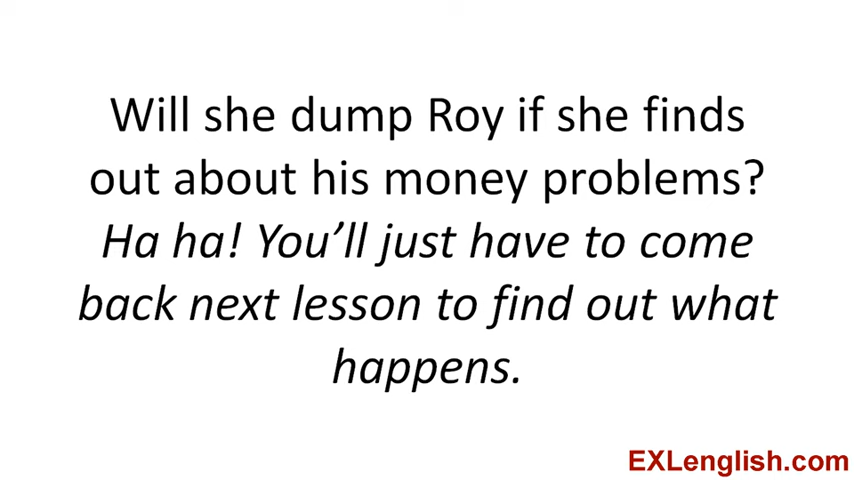 Will she dump Roy if she finds
out about his money problems?
Ha ha! You’ll just have to come
back next lesson to find out what
happens.
EXLenglish.com